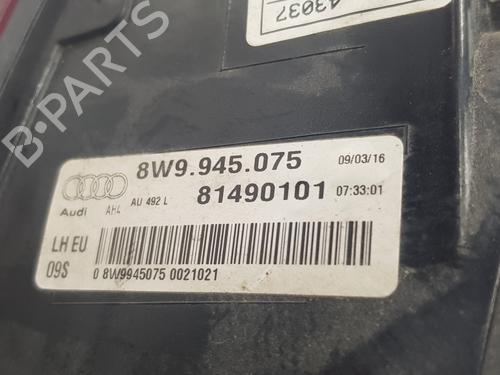 43037
B-PARTS
8W9.945.075
09/03/16
Audi
AH4
AU 492 L
81490101
07:33:01
LH EU
09S
0 8W9945075 0021021